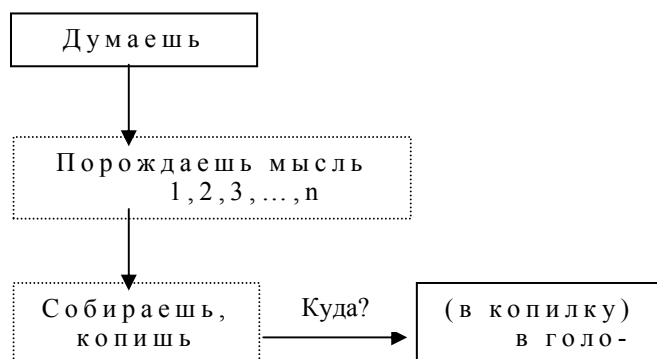 Думаешь
Порождаешь мысль
1,2,3,…,n
Собираешь,
копишь
Куда?
(в копилку)
в голо-